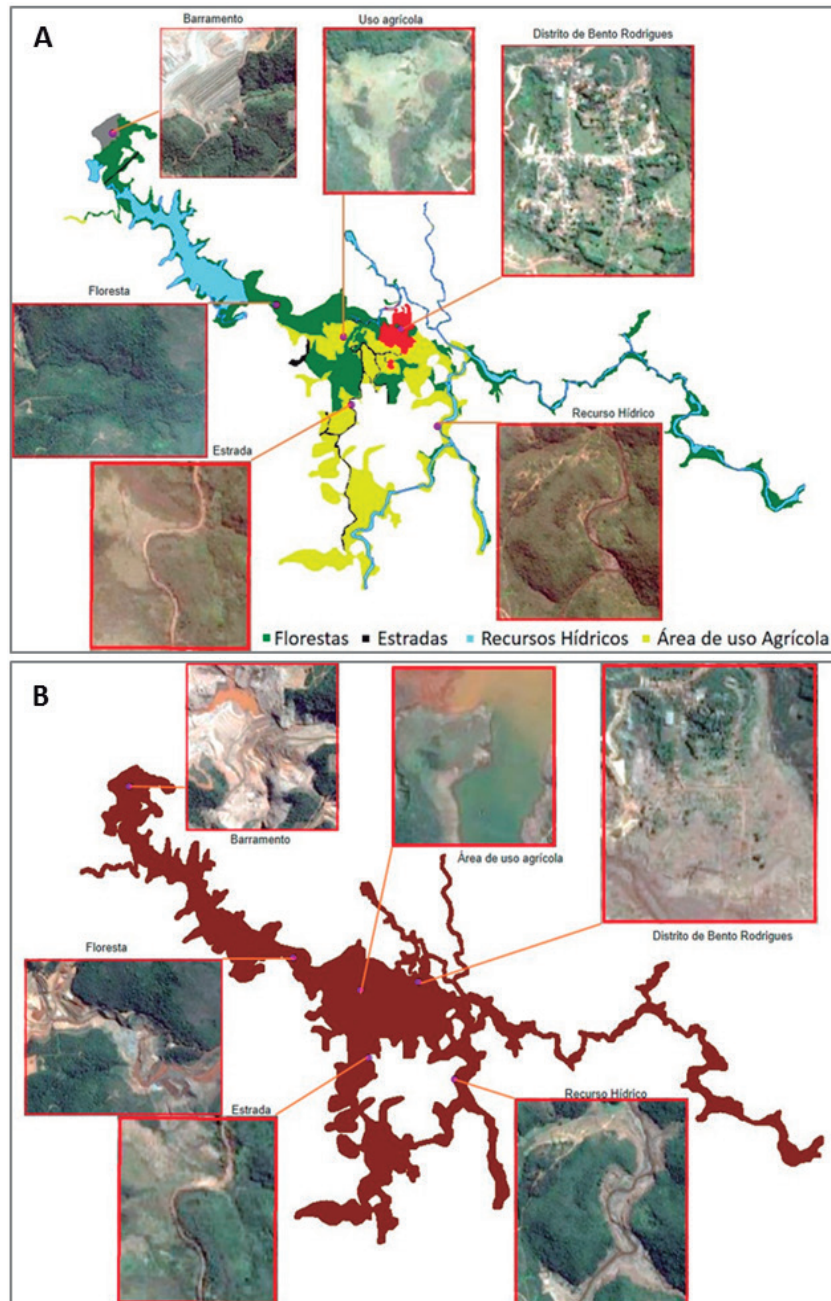 A
Barramento
Uso agrícola
Distrito de Bento Rodrigues
Floresta
Recurso Hídrico
Estrada
Florestas Estradas Recursos Hídricos Área de uso Agrícola
B
Barramento
Área de uso agrícola
Distrito de Bento Rodrigues
Floresta
Estrada
Recurso Hídrico